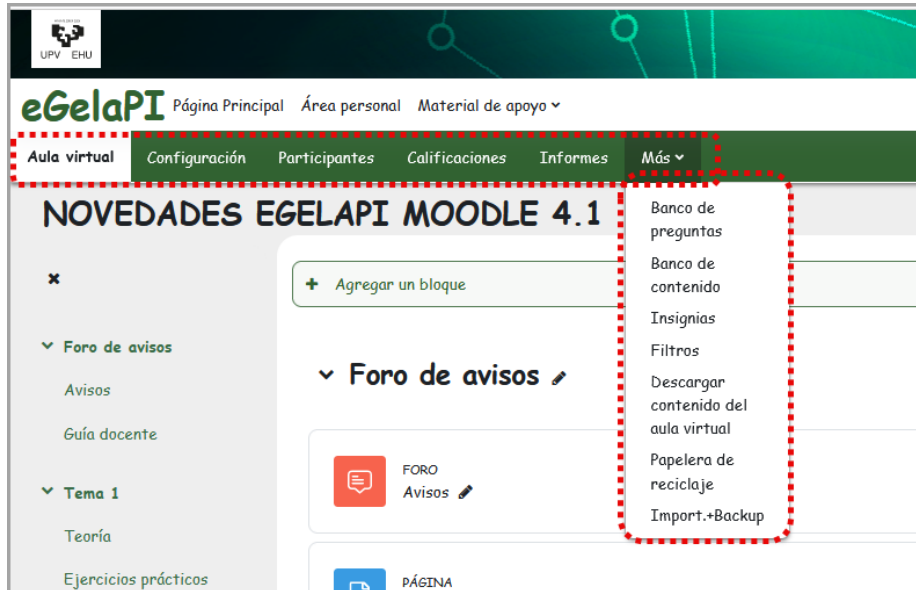 UPV EHU
eGelaPI Página Principal Área personal Material de apoyo
Aula virtual Configuración Participantes Calificaciones Informes Más
NOVEDADES EGELAPI MOODLE 4.1
Banco de
preguntas
Banco de
contenido
Insignias
Filtros
Descargar
contenido del
aula virtual
Papelera de
reciclaje
Import.+Backup
Foro de avisos
Avisos
Guía docente
Tema 1
Teoría
Ejercicios prácticos
+ Agregar un bloque
Foro de avisos
FORO
Avisos
PÁGINA